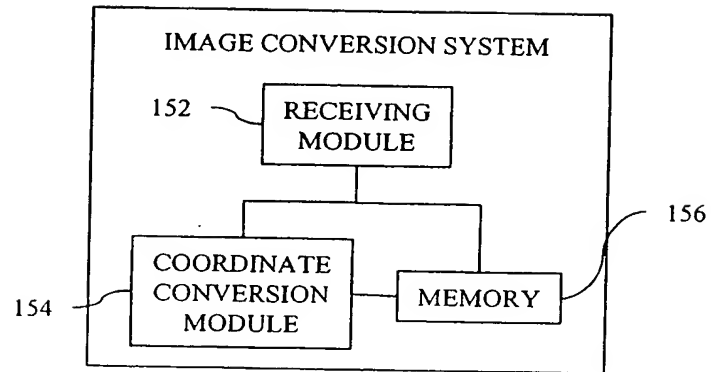 IMAGE CONVERSION SYSTEM
152
RECEIVING
MODULE
156
COORDINATE
CONVERSION
MODULE
MEMORY
154